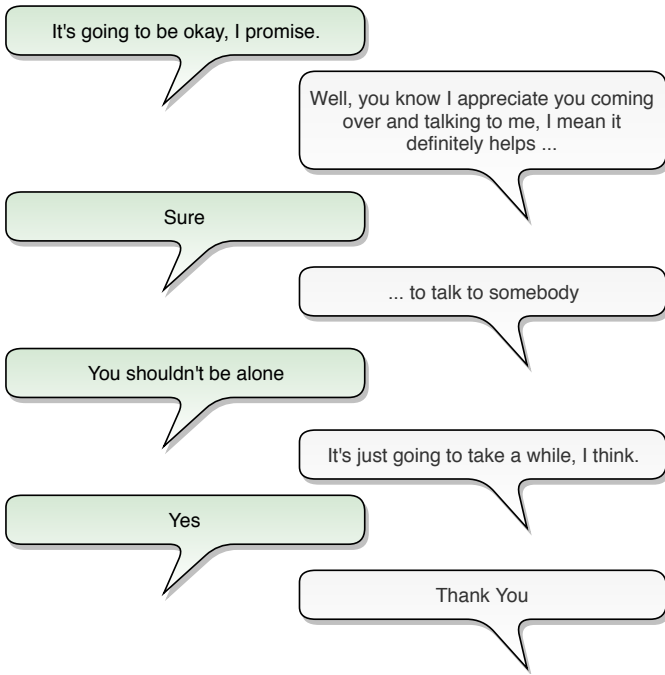 It's going to be okay, I promise.
Well, you know I appreciate you coming
over and talking to me, I mean it
definitely helps ...
Sure
... to talk to somebody
You shouldn't be alone
It's just going to take a while, I think.
Yes
Thank You